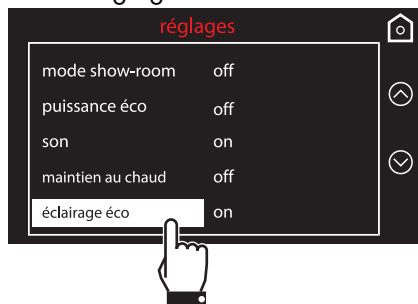 réglages
mode show-room off
puissance éco off
son on
maintien au chaud off
éclairage éco on